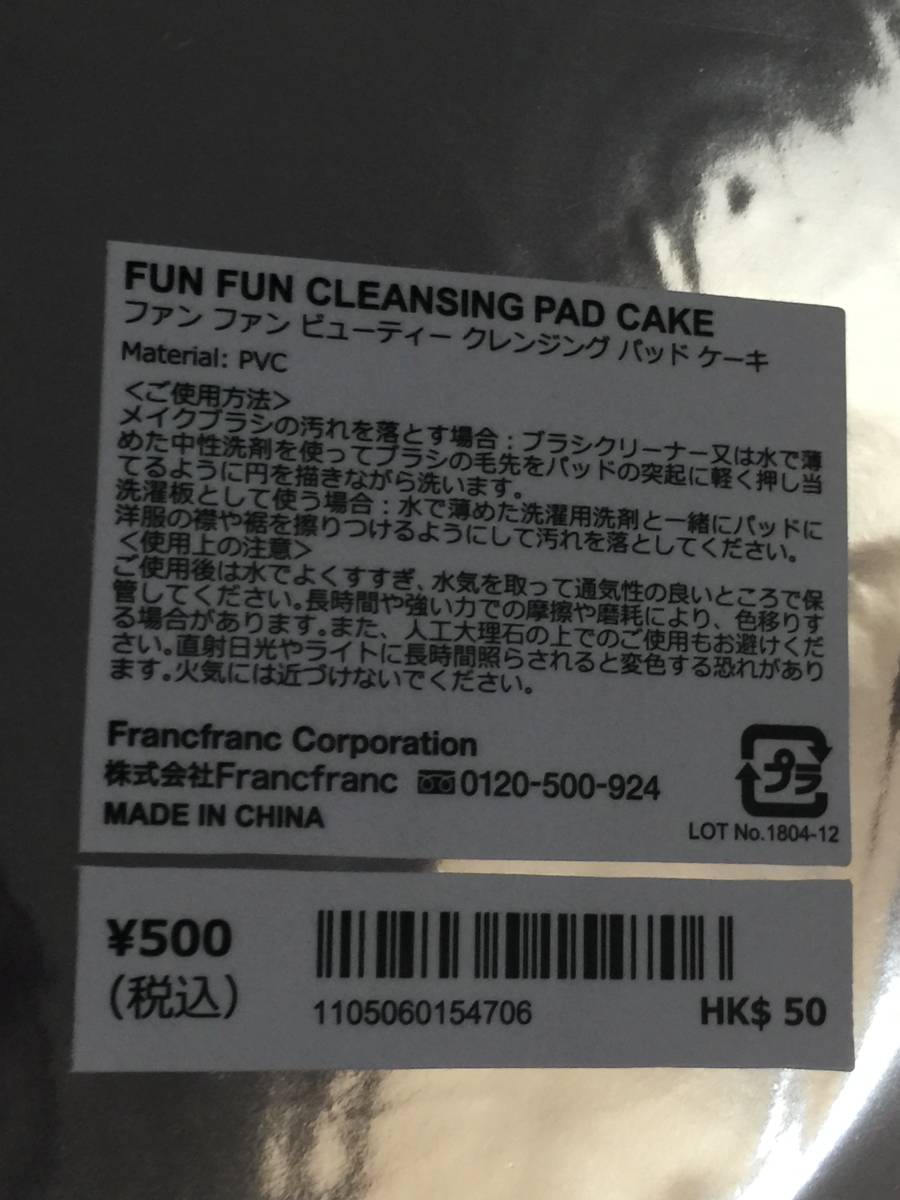 FUN FUN CLEANSING PAD CAKE
ファン ファン ビューティー クレンジング パッド ケーキ
Material: PVC
<ご使用方法>
メイクブラシの汚れを落とす場合：ブラシクリーナー又は水で薄
めた中性洗剤を使ってブラシの毛先をパッドの突起に軽く押し当
てるように円を描きながら洗います。
洗濯板として使う場合：水で薄めた洗濯用洗剤と一緒にパッドに
洋服の襟や裾を擦りつけるようにして汚れを落としてください。
<使用上の注意>
ご使用後は水でよくすすぎ、水気を取って通気性の良いところで保
管してください。長時間や強い力での摩擦や磨耗により、色移りす
る場合があります。また、人工大理石の上でのご使用もお避けくだ
さい。直射日光やライトに長時間照らされると変色する恐れがあり
ます。火気には近づけないでください。
Francfranc Corporation
株式会社Francfranc 0120-500-924
MADE IN CHINA
プラ
LOT No.1804-12
¥500
(税込)
1105060154706
HK$ 50